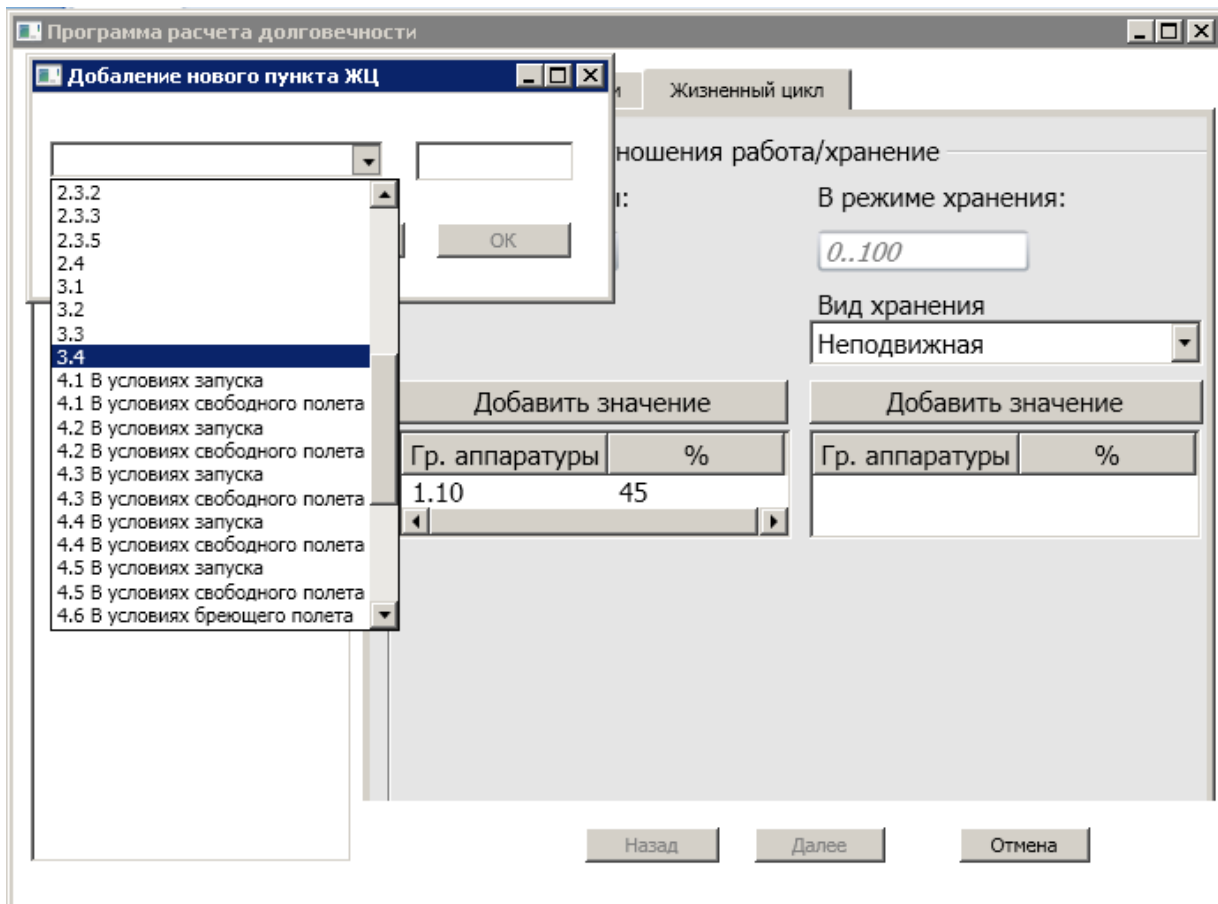 Программа расчета долговечности
Добаление нового пункта ЖЦ
Жизненный цикл
ношения работа/хранение
В режиме хранения:
0..100
OK
Вид хранения
Неподвижная
2.3.2
2.3.3
2.3.5
2.4
3.1
3.2
3.3
3.4
4.1 В условиях запуска
4.1 В условиях свободного полета
4.2 В условиях запуска
4.2 В условиях свободного полета
4.3 В условиях запуска
4.3 В условиях свободного полета
4.4 В условиях запуска
4.4 В условиях свободного полета
4.5 В условиях запуска
4.5 В условиях свободного полета
4.6 В условиях бреющего полета
Добавить значение
Гр. аппаратуры %
1.10 45
Добавить значение
Гр. аппаратуры %
Назад Далее Отмена